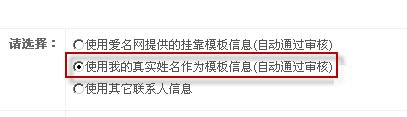 请选择： 使用爱名网提供的挂靠模板信息(自动通过审核)
使用我的真实姓名作为模板信息(自动通过审核)
使用其它联系人信息